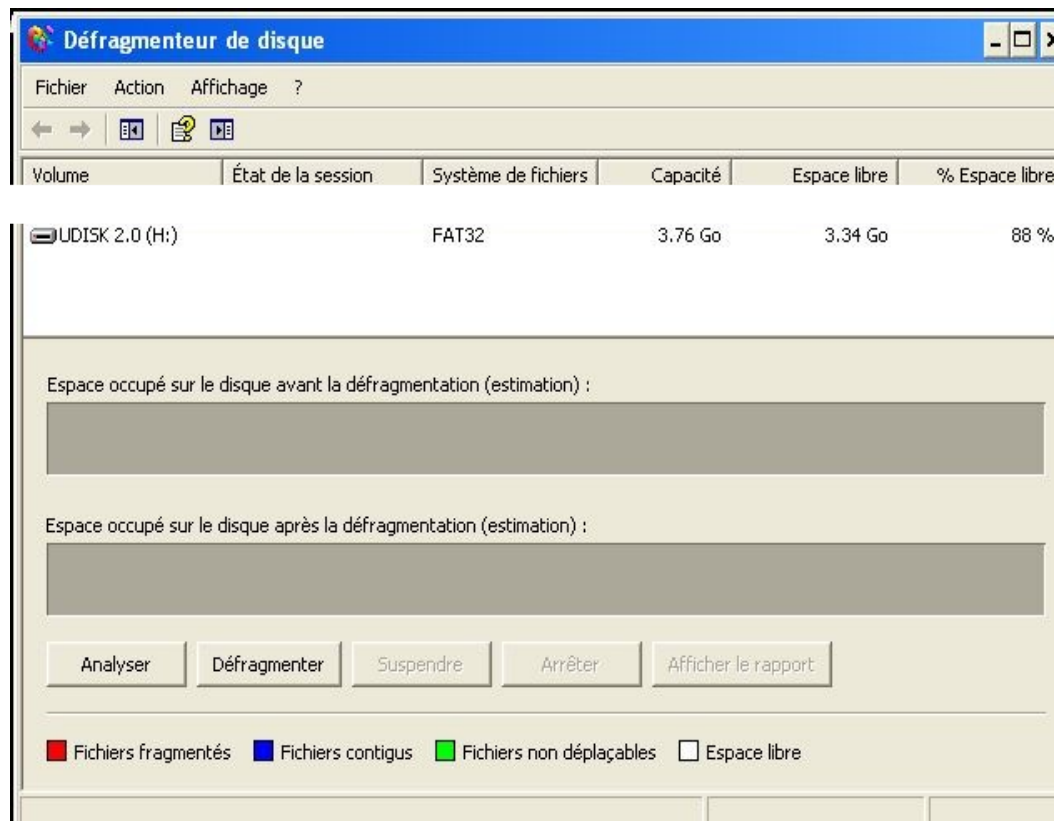 Défragmenteur de disque
Fichier Action Affichage ?
Volume État de la session Système de fichiers Capacité Espace libre % Espace libre
UDISK 2.0 (H:) FAT32 3.76 Go 3.34 Go 88 %
Espace occupé sur le disque avant la défragmentation (estimation) :
Espace occupé sur le disque après la défragmentation (estimation) :
Analyser Défragmenter Suspendre Arrêter Afficher le rapport
Fichiers fragmentés Fichiers contigus Fichiers non déplaçables Espace libre